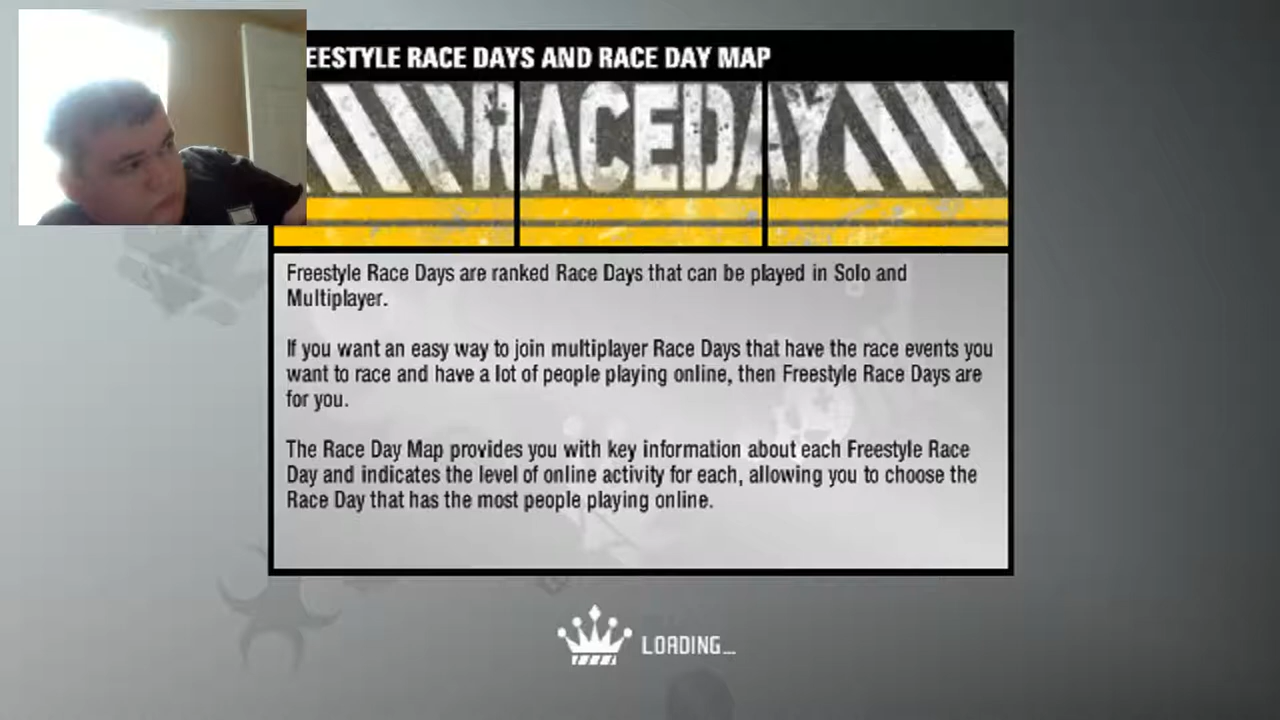 EESTYLE RACE DAYS AND RACE DAY MAP
RACEDAY
Freestyle Race Days are ranked Race Days that can be played in Solo and
Multiplayer.
If you want an easy way to join multiplayer Race Days that have the race events you
want to race and have a lot of people playing online, then Freestyle Race Days are
for you.
The Race Day Map provides you with key information about each Freestyle Race
Day and indicates the level of online activity for each, allowing you to choose the
Race Day that has the most people playing online.
LOADING...